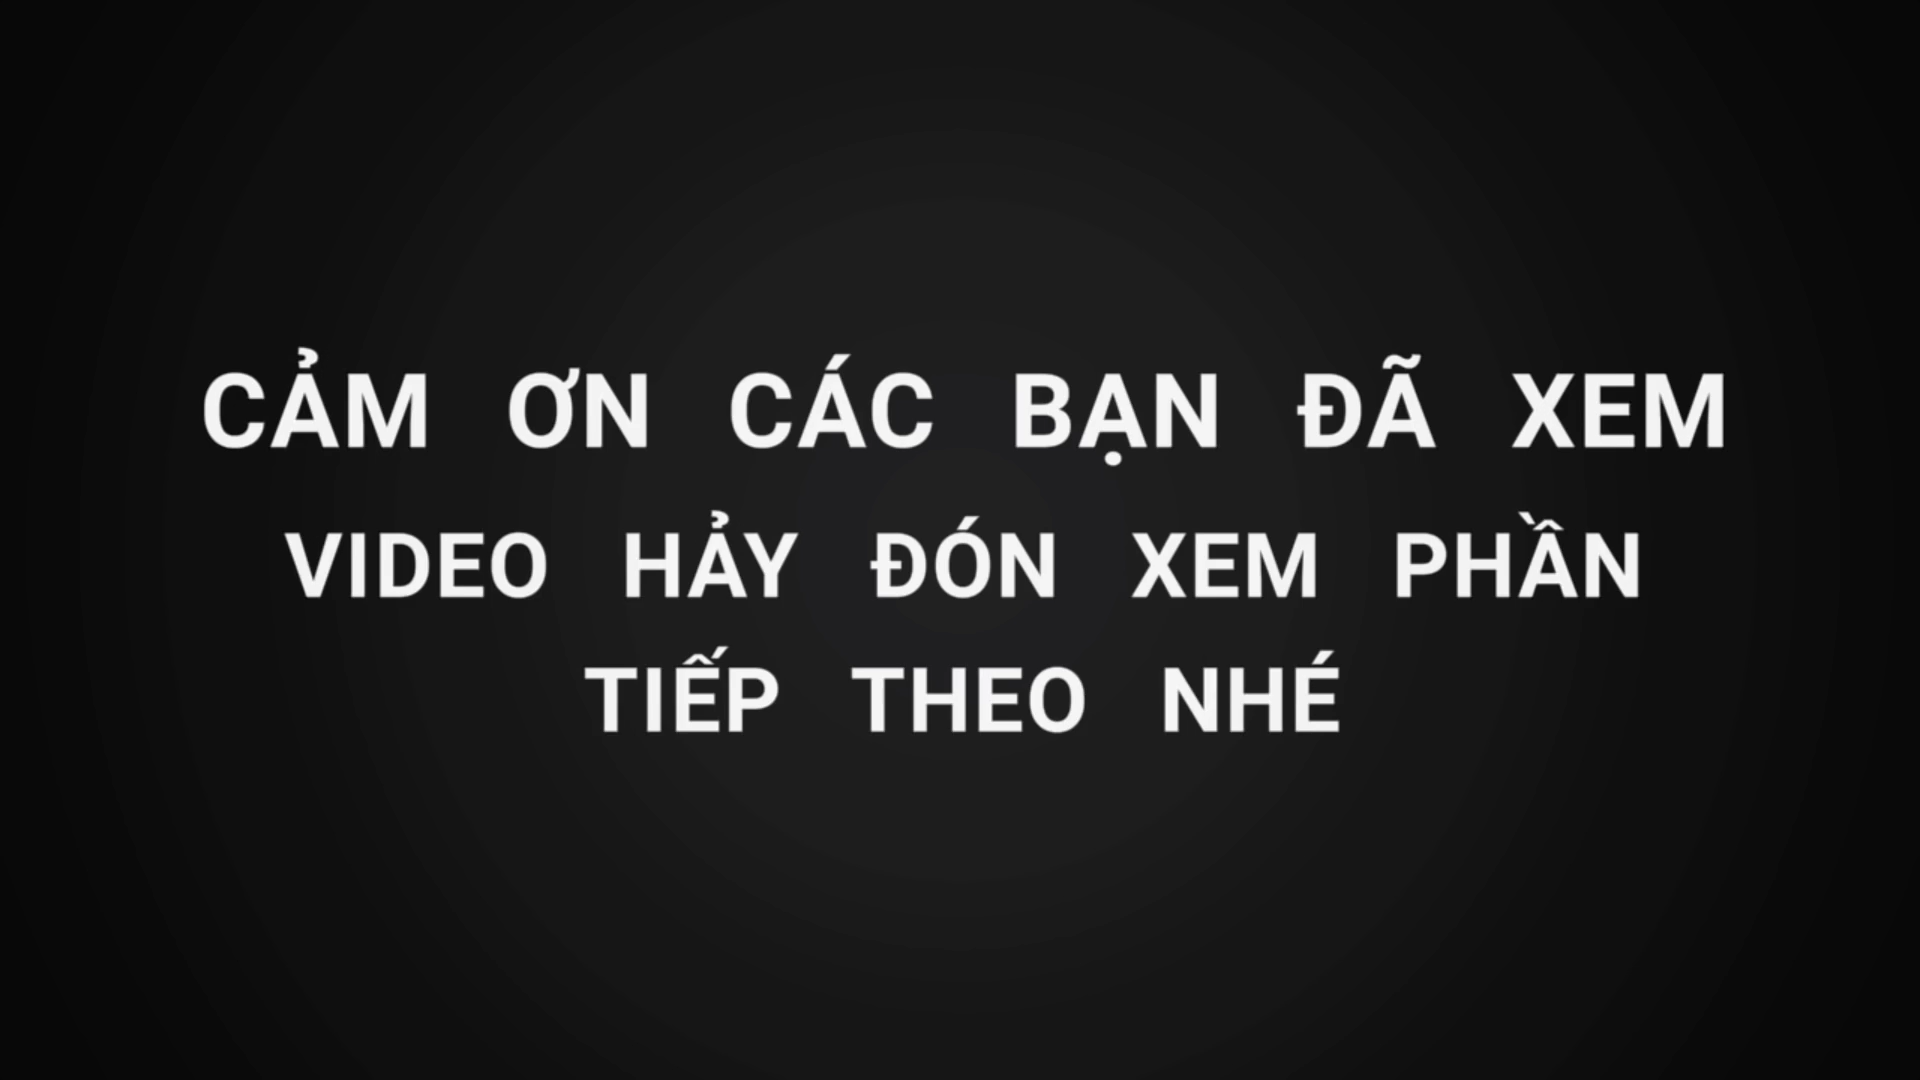 CẢM ƠN CÁC BẠN ĐÃ XEM
VIDEO HẢY ĐÓN XEM PHẦN
TIẾP THEO NHÉ